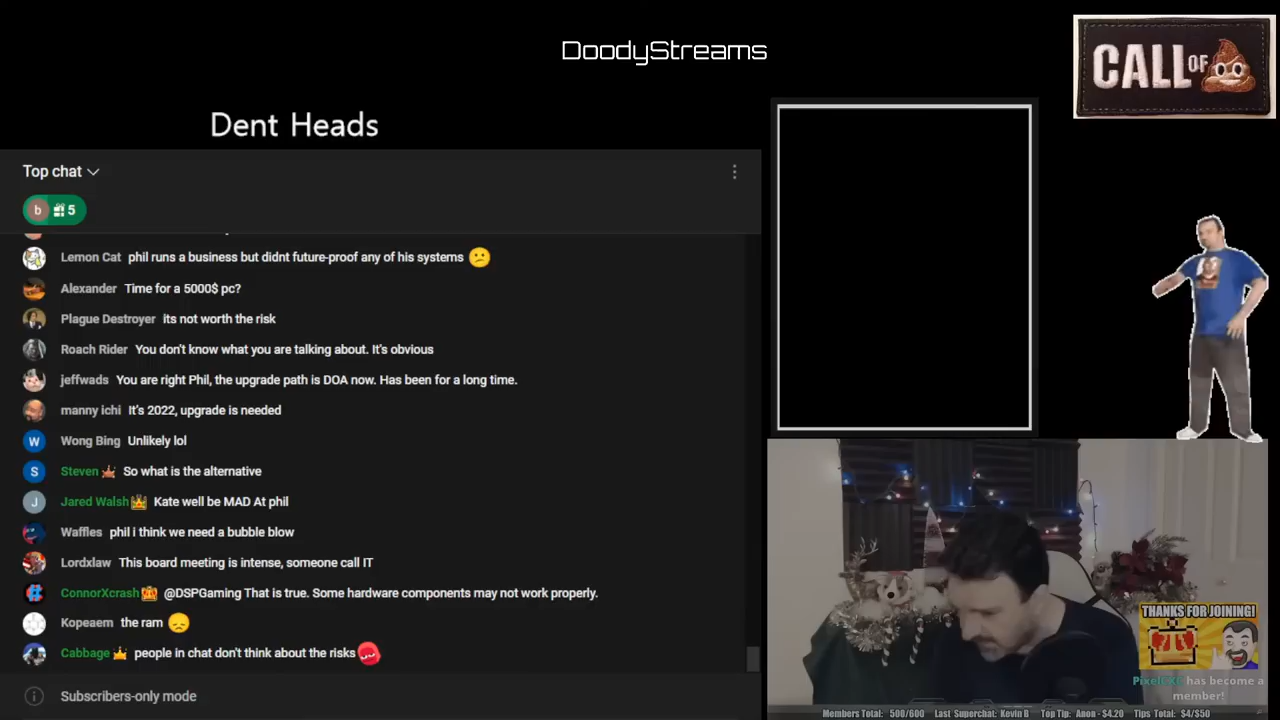 DoodyStreams
CALL OF
Dent Heads
Top chat
b 5
Lemon Cat phil runs a business but didnt future-proof any of his systems
Alexander Time for a 5000$ pc?
Plague Destroyer its not worth the risk
Roach Rider You don't know what you are talking about. It's obvious
jeffwads You are right Phil, the upgrade path is DOA now. Has been for a long time.
manny ichi It's 2022, upgrade is needed
W Wong Bing Unlikely lol
S Steven So what is the alternative
J Jared Walsh Kate well be MAD At phil
Waffles phil i think we need a bubble blow
Lordxlaw This board meeting is intense, someone call IT
ConnorXcrash @DSPGaming That is true. Some hardware components may not work properly.
Kopeaem the ram
Cabbage people in chat don't think about the risks
Subscribers-only mode
THANKS FOR JOINING!
has become a
member!
Members Total: 500/600 Last Superchat: Kevin B Top Tip: Anon - $4.20 Tips Total: $4/$50